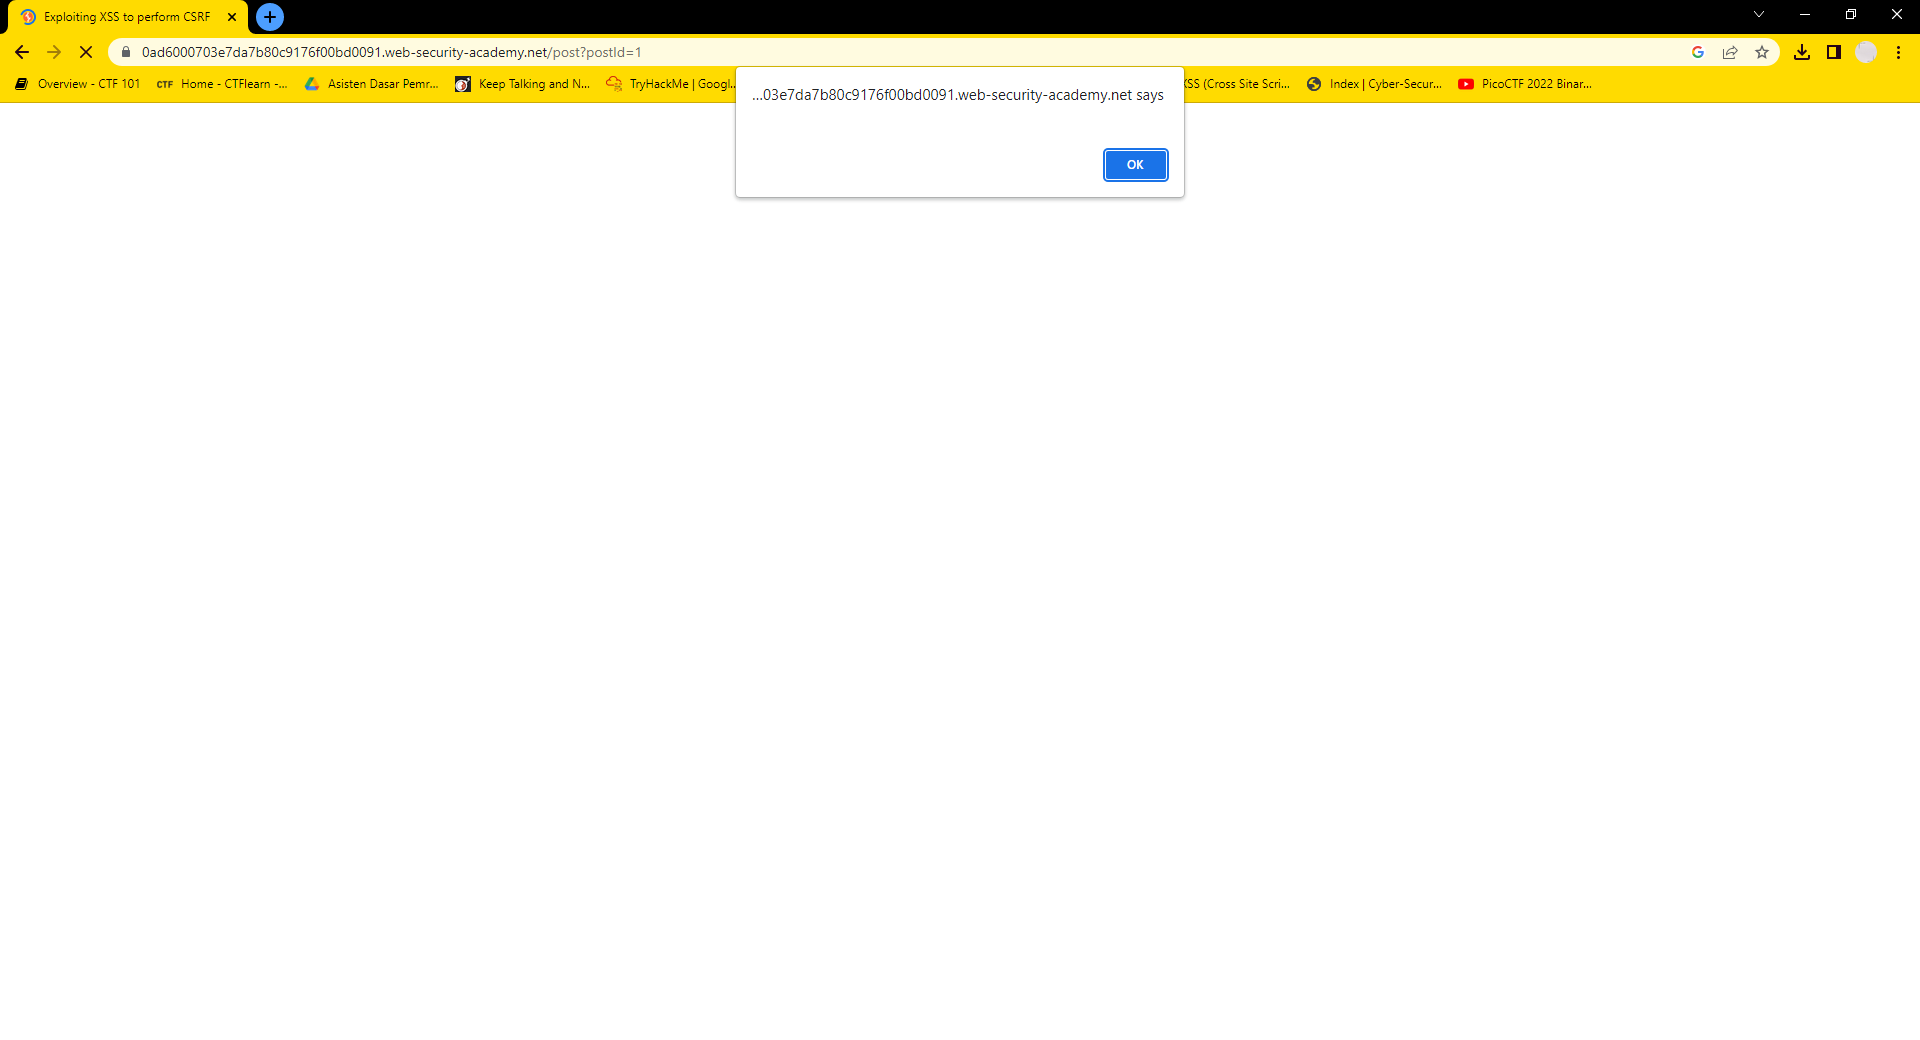 Exploiting XSS to perform CSRF
0ad6000703e7da7b80c9176f00bd0091.web-security-academy.net/post?postId=1
Overview - CTF 101 CTF Home - CTFlearn -... Asisten Dasar Pemr... Keep Talking and N... TryHackMe | Googl... XSS (Cross Site Scri... Index | Cyber-Secur... PicoCTF 2022 Binar...
...03e7da7b80c9176f00bd0091.web-security-academy.net says
OK